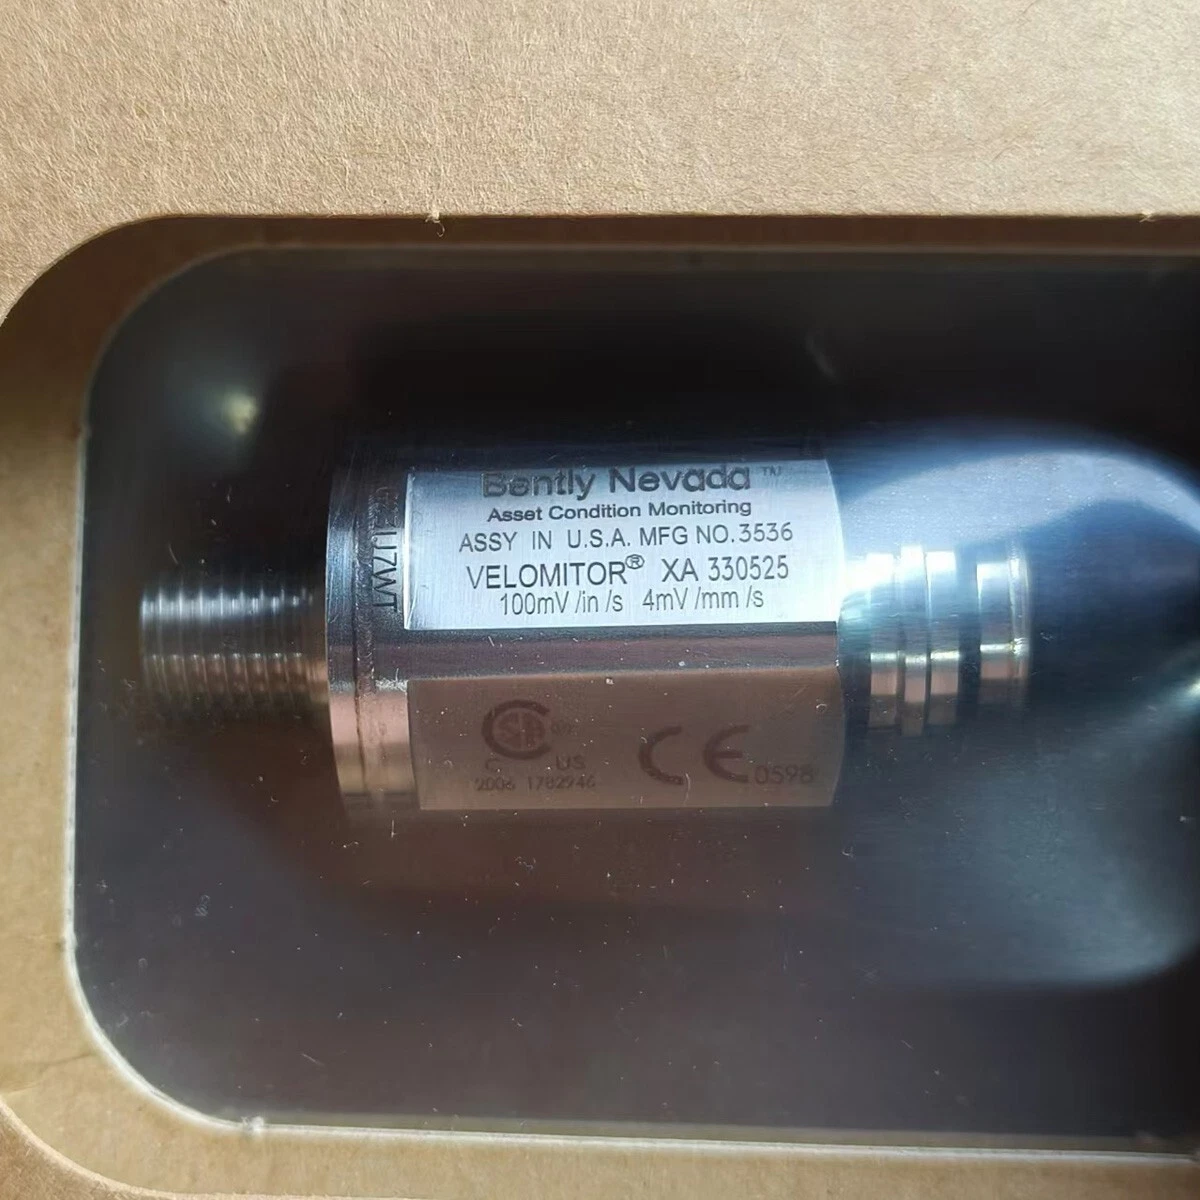 Bently Nevada™
Asset Condition Monitoring
ASSY IN U.S.A. MFG NO. 3536
VELOMITOR® XA 330525
100mV /in /s 4mV /mm /s
C US
2006 1782946
CE 0598